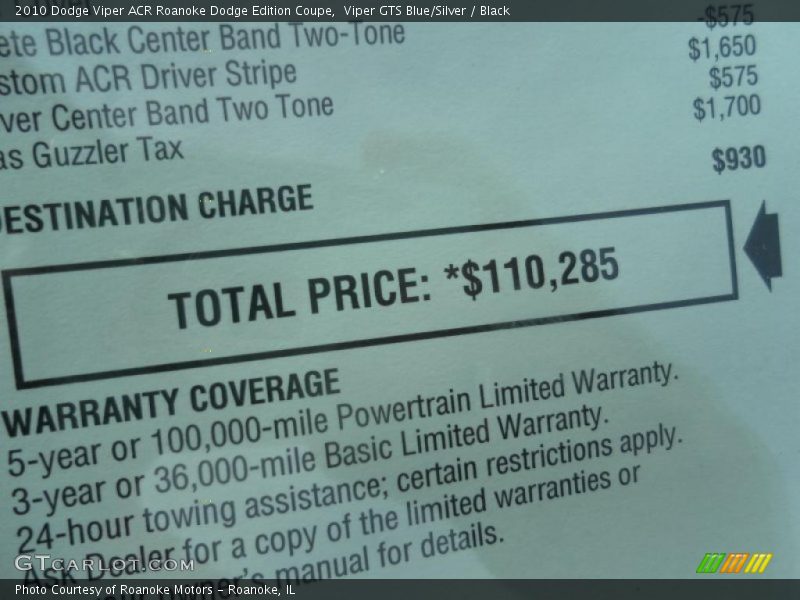 2010 Dodge Viper ACR Roanoke Dodge Edition Coupe, Viper GTS Blue/Silver / Black
-$575
ete Black Center Band Two-Tone $1,650
stom ACR Driver Stripe $575
ver Center Band Two Tone $1,700
as Guzzler Tax
DESTINATION CHARGE $930
TOTAL PRICE: *$110,285
WARRANTY COVERAGE
5-year or 100,000-mile Powertrain Limited Warranty.
3-year or 36,000-mile Basic Limited Warranty.
24-hour towing assistance; certain restrictions apply.
Ask Dealer for a copy of the limited warranties or
owner's manual for details.
GTCARLOT.COM
Photo Courtesy of Roanoke Motors - Roanoke, IL